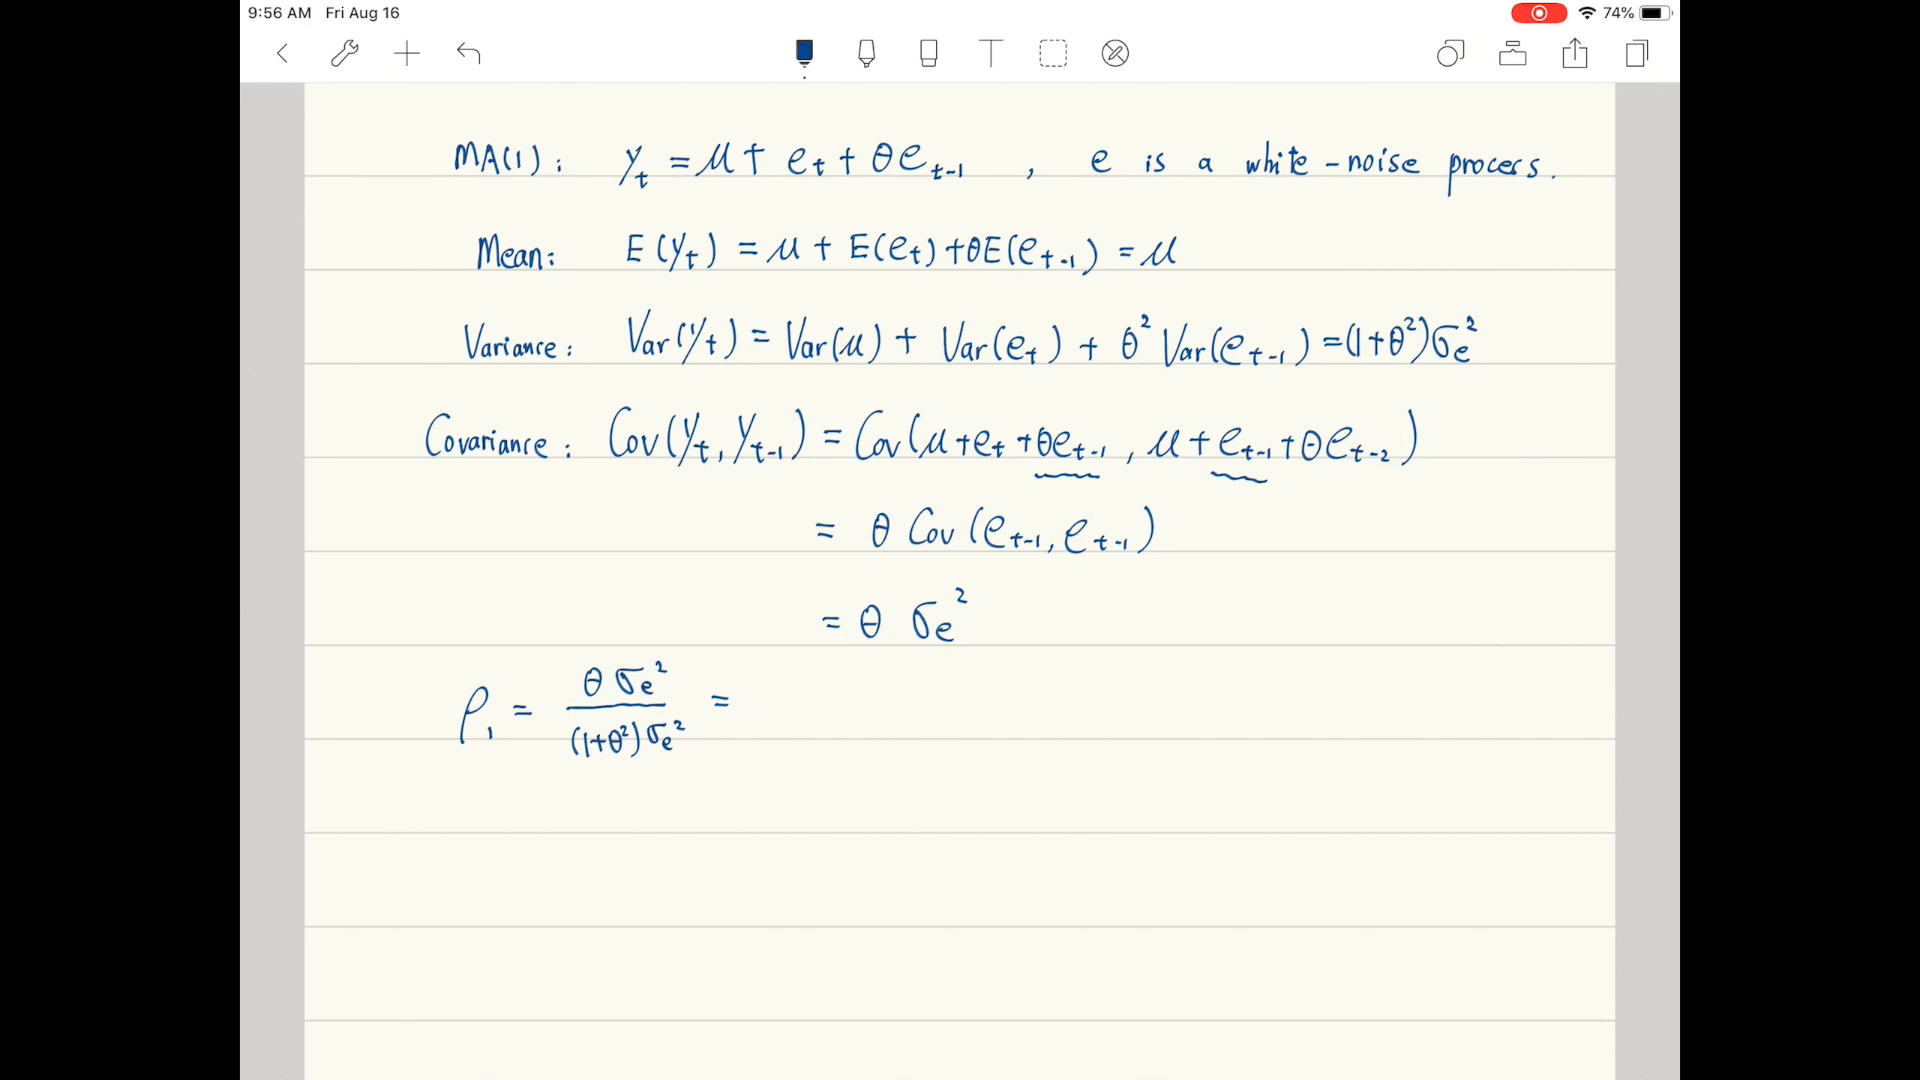 9:56 AM Fri Aug 16 74%
MA(1): y_t = μ + e_t + θe_{t-1} , e is a white-noise process.
Mean: E(y_t) = μ + E(e_t) + θE(e_{t-1}) = μ
Variance: Var(y_t) = Var(μ) + Var(e_t) + θ² Var(e_{t-1}) = (1+θ²)σ_e²
Covariance: Cov(y_t, y_{t-1}) = Cov(μ + e_t + θe_{t-1}, μ + e_{t-1} + θe_{t-2})
= θ Cov(e_{t-1}, e_{t-1})
= θ σ_e²
ρ_1 = θσ_e² / (1+θ²)σ_e² =